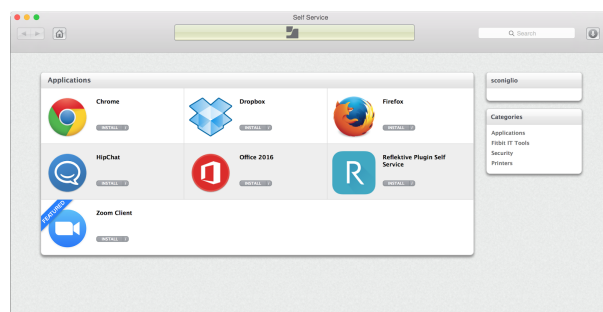 Self Service
Search
Applications
Chrome
INSTALL
Dropbox
INSTALL
Firefox
INSTALL
HipChat
INSTALL
Office 2016
INSTALL
Reflektive Plugin Self
Service
INSTALL
FEATURED
Zoom Client
INSTALL
sconiglio
Categories
Applications
Fitbit IT Tools
Security
Printers